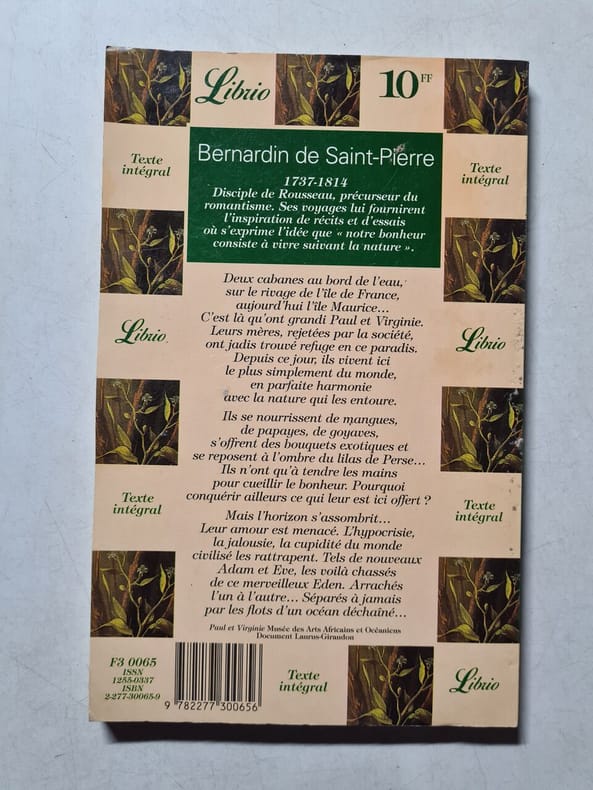 Librio
10 FF
Texte
intégral
Bernardin de Saint-Pierre
1737-1814
Disciple de Rousseau, précurseur du
romantisme. Ses voyages lui fournirent
l'inspiration de récits et d'essais
où s'exprime l'idée que « notre bonheur
consiste à vivre suivant la nature ».
Texte
intégral
Deux cabanes au bord de l'eau,
sur le rivage de l'île de France,
aujourd'hui l'île Maurice...
C'est là qu'ont grandi Paul et Virginie.
Leurs mères, rejetées par la société,
ont jadis trouvé refuge en ce paradis.
Depuis ce jour, ils vivent ici
le plus simplement du monde,
en parfaite harmonie
avec la nature qui les entoure.
Librio
Librio
Ils se nourrissent de mangues,
de papayes, de goyaves,
s'offrent des bouquets exotiques et
se reposent à l'ombre du lilas de Perse...
Ils n'ont qu'à tendre les mains
pour cueillir le bonheur. Pourquoi
conquérir ailleurs ce qui leur est ici offert ?
Texte
intégral
Texte
intégral
Mais l'horizon s'assombrit...
Leur amour est menacé. L'hypocrisie,
la jalousie, la cupidité du monde
civilisé les rattrapent. Tels de nouveaux
Adam et Eve, les voilà chassés
de ce merveilleux Eden. Arrachés
l'un à l'autre... Séparés à jamais
par les flots d'un océan déchaîné...
Paul et Virginie Musée des Arts Africains et Océaniens
Document Laurus-Giraudon
F3 0065
ISSN
1255-0337
ISBN
2-277-30065-9
9 782277 300656
Texte
intégral
Librio